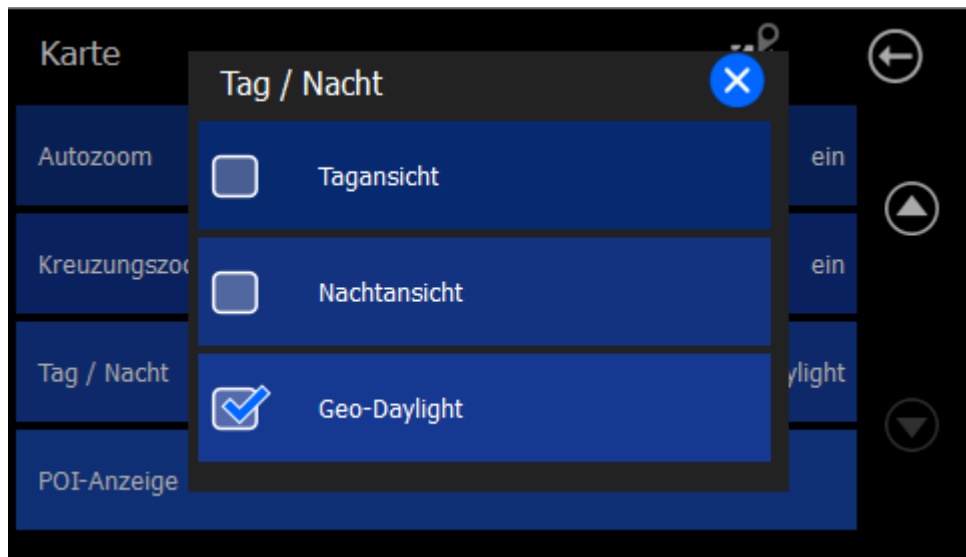 Karte
Tag / Nacht
Autozoom
ein
Tagansicht
Kreuzungszoo
ein
Nachtansicht
Tag / Nacht
ylight
Geo-Daylight
POI-Anzeige